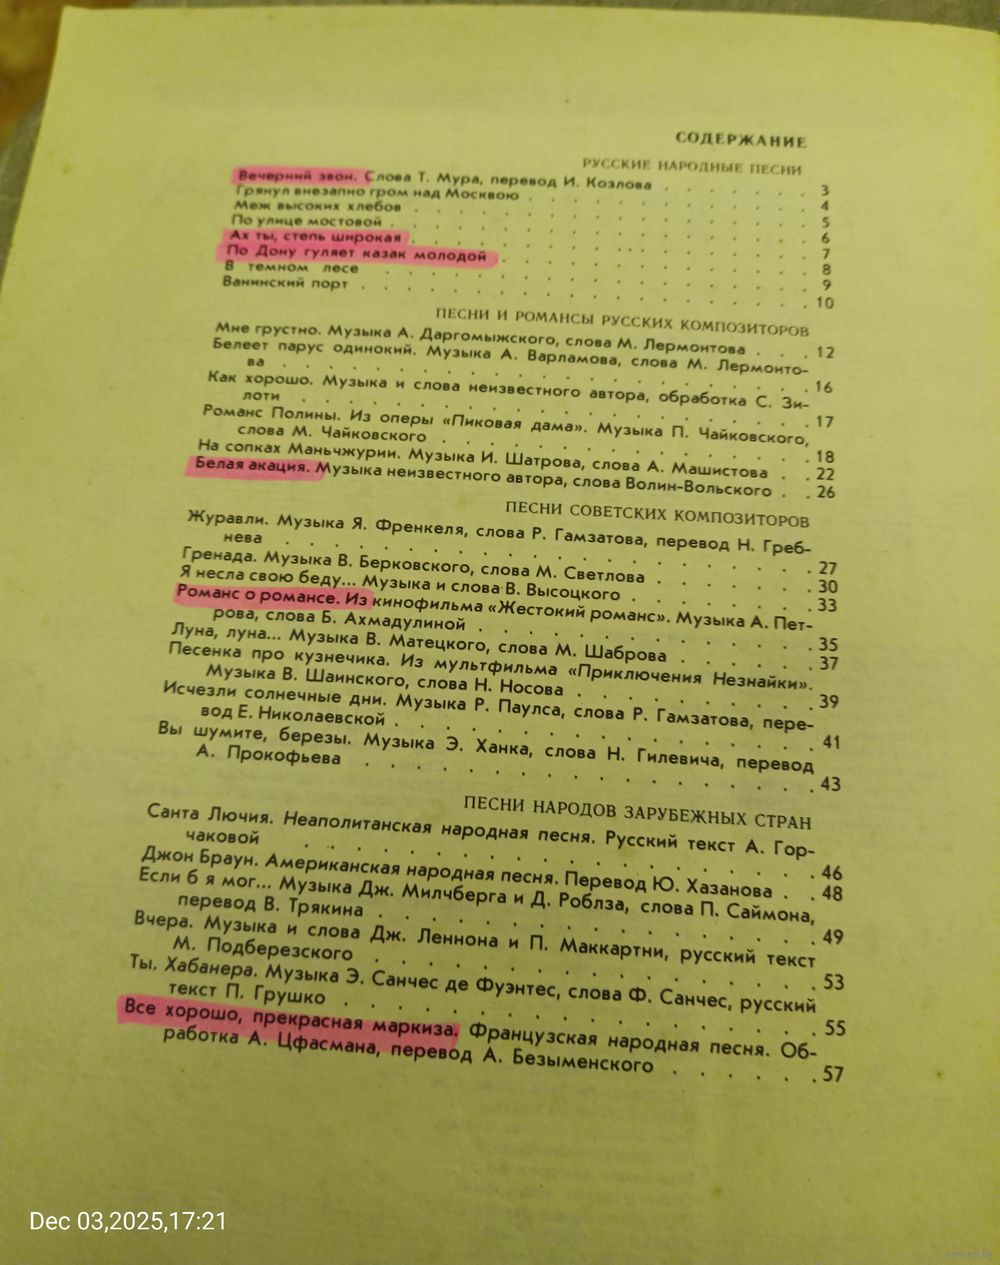 СОДЕРЖАНИЕ
РУССКИЕ НАРОДНЫЕ ПЕСНИ
Вечерний звон. Слова Т. Мура, перевод И. Козлова . . . . . . 3
Грянул внезапно гром над Москвою . . . . . . . . . . 4
Меж высоких хлебов . . . . . . . . . . . . . 5
По улице мостовой . . . . . . . . . . . . . 6
Ах ты, степь широкая . . . . . . . . . . . . . 7
По Дону гуляет казак молодой . . . . . . . . . . 8
В темном лесе . . . . . . . . . . . . . 9
Ванинский порт . . . . . . . . . . . . . . 10
ПЕСНИ И РОМАНСЫ РУССКИХ КОМПОЗИТОРОВ
Мне грустно. Музыка А. Даргомыжского, слова М. Лермонтова . . . 12
Белеет парус одинокий. Музыка А. Варламова, слова М. Лермонто-
ва . . . . . . . . . . . . . . . . . 16
Как хорошо. Музыка и слова неизвестного автора, обработка С. Зи-
лоти . . . . . . . . . . . . . . . . . 17
Романс Полины. Из оперы «Пиковая дама». Музыка П. Чайковского,
слова М. Чайковского . . . . . . . . . . . . 18
На сопках Маньчжурии. Музыка И. Шатрова, слова А. Машистова . . 22
Белая акация. Музыка неизвестного автора, слова Волин-Вольского . . 26
ПЕСНИ СОВЕТСКИХ КОМПОЗИТОРОВ
Журавли. Музыка Я. Френкеля, слова Р. Гамзатова, перевод Н. Греб-
нева . . . . . . . . . . . . . . . . . 27
Гренада. Музыка В. Берковского, слова М. Светлова . . . . . 30
Я несла свою беду... Музыка и слова В. Высоцкого . . . . . . 33
Романс о романсе. Из кинофильма «Жестокий романс». Музыка А. Пет-
рова, слова Б. Ахмадулиной . . . . . . . . . . 35
Луна, луна... Музыка В. Матецкого, слова М. Шаброва . . . . 37
Песенка про кузнечика. Из мультфильма «Приключения Незнайки».
Музыка В. Шаинского, слова Н. Носова . . . . . . . . 39
Исчезли солнечные дни. Музыка Р. Паулса, слова Р. Гамзатова, пере-
вод Е. Николаевской . . . . . . . . . . . . . 41
Вы шумите, березы. Музыка Э. Ханка, слова Н. Гилевича, перевод
А. Прокофьева . . . . . . . . . . . . . . 43
ПЕСНИ НАРОДОВ ЗАРУБЕЖНЫХ СТРАН
Санта Лючия. Неаполитанская народная песня. Русский текст А. Гор-
чаковой . . . . . . . . . . . . . . . . 46
Джон Браун. Американская народная песня. Перевод Ю. Хазанова . . 48
Если б я мог... Музыка Дж. Милчберга и Д. Роблза, слова П. Саймона,
перевод В. Трякина . . . . . . . . . . . . . 49
Вчера. Музыка и слова Дж. Леннона и П. Маккартни, русский текст
М. Подберезского . . . . . . . . . . . . . 53
Ты. Хабанера. Музыка Э. Санчес де Фуэнтес, слова Ф. Санчес, русский
текст П. Грушко . . . . . . . . . . . . . . 55
Все хорошо, прекрасная маркиза. Французская народная песня. Об-
работка А. Цфасмана, перевод А. Безыменского . . . . . . 57
Dec 03,2025,17:21
www.ay.by